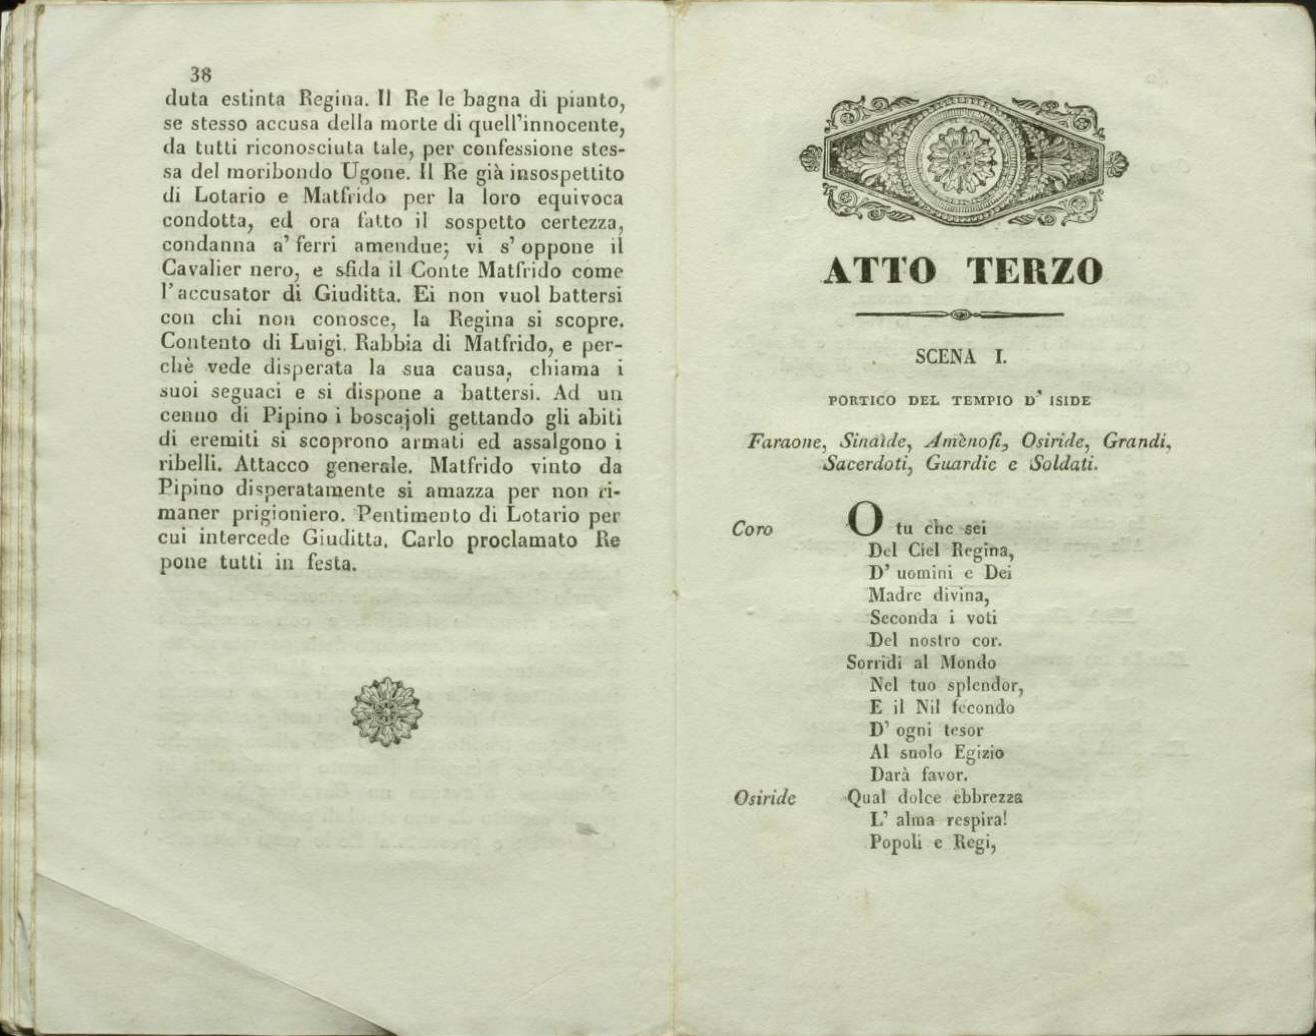 38
duta estinta Regina. Il Re le bagna di pianto,
se stesso accusa della morte di quell'innocente,
da tutti riconosciuta tale, per confessione stes-
sa del moribondo Ugone. Il Re già insospettito
di Lotario e Matfrido per la loro equivoca
condotta, ed ora fatto il sospetto certezza,
condanna a' ferri amendue; vi s' oppone il
Cavalier nero, e sfida il Conte Matfrido come
l'accusator di Giuditta. Ei non vuol battersi
con chi non conosce, la Regina si scopre.
Contento di Luigi. Rabbia di Matfrido, e per-
chè vede disperata la sua causa, chiama i
suoi seguaci e si dispone a battersi. Ad un
cenno di Pipino i boscajoli gettando gli abiti
di eremiti si scoprono armati ed assalgono i
ribelli. Attacco generale. Matfrido vinto da
Pipino disperatamente si amazza per non ri-
maner prigioniero. Pentimento di Lotario per
cui intercede Giuditta. Carlo proclamato Re
pone tutti in festa.
ATTO TERZO
SCENA I.
PORTICO DEL TEMPIO D' ISIDE
Faraone, Sinaìde, Amènofi, Osiride, Grandi,
Sacerdoti, Guardie e Soldati.
Coro O tu che sei
Del Ciel Regina,
D' uomini e Dei
Madre divina,
Seconda i voti
Del nostro cor.
Sorridi al Mondo
Nel tuo splendor,
E il Nil fecondo
D' ogni tesor
Al suolo Egizio
Darà favor.
Osiride Qual dolce ebbrezza
L' alma respira!
Popoli e Regi,